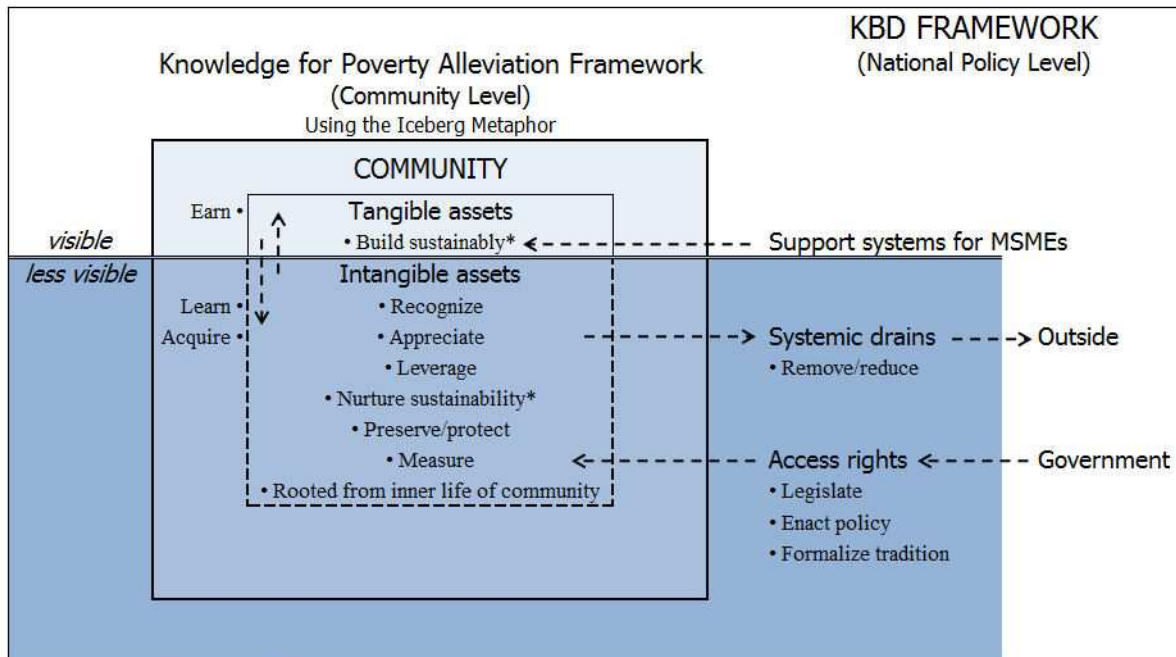 KBD FRAMEWORK
(National Policy Level)
Knowledge for Poverty Alleviation Framework
(Community Level)
Using the Iceberg Metaphor
COMMUNITY
Earn •
Tangible assets
• Build sustainably*
Support systems for MSMEs
visible
less visible
Intangible assets
Learn •
• Recognize
Acquire •
• Appreciate
Systemic drains
Outside
• Leverage
• Remove/reduce
• Nurture sustainability*
• Preserve/protect
• Measure
Access rights
Government
• Rooted from inner life of community
• Legislate
• Enact policy
• Formalize tradition